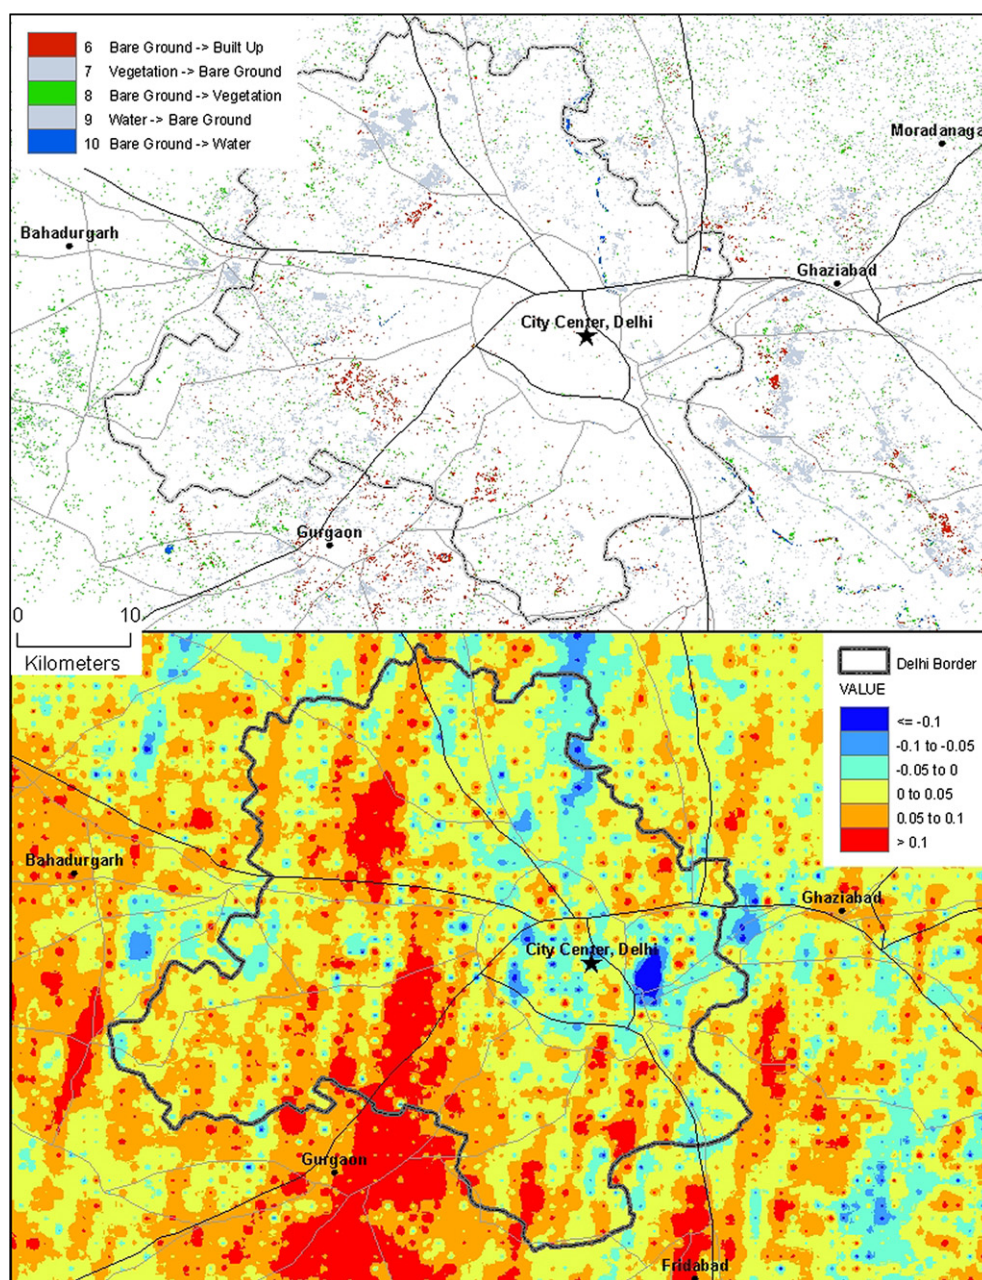 6 Bare Ground -> Built Up
7 Vegetation -> Bare Ground
8 Bare Ground -> Vegetation
9 Water -> Bare Ground
10 Bare Ground -> Water
Moradanaga
Bahadurgarh
Ghaziabad
City Center, Delhi
Gurgaon
0 10
Kilometers
Delhi Border
VALUE
<= -0.1
-0.1 to -0.05
-0.05 to 0
0 to 0.05
0.05 to 0.1
> 0.1
Bahadurgarh
Ghaziabad
City Center, Delhi
Gurgaon
Fridabad